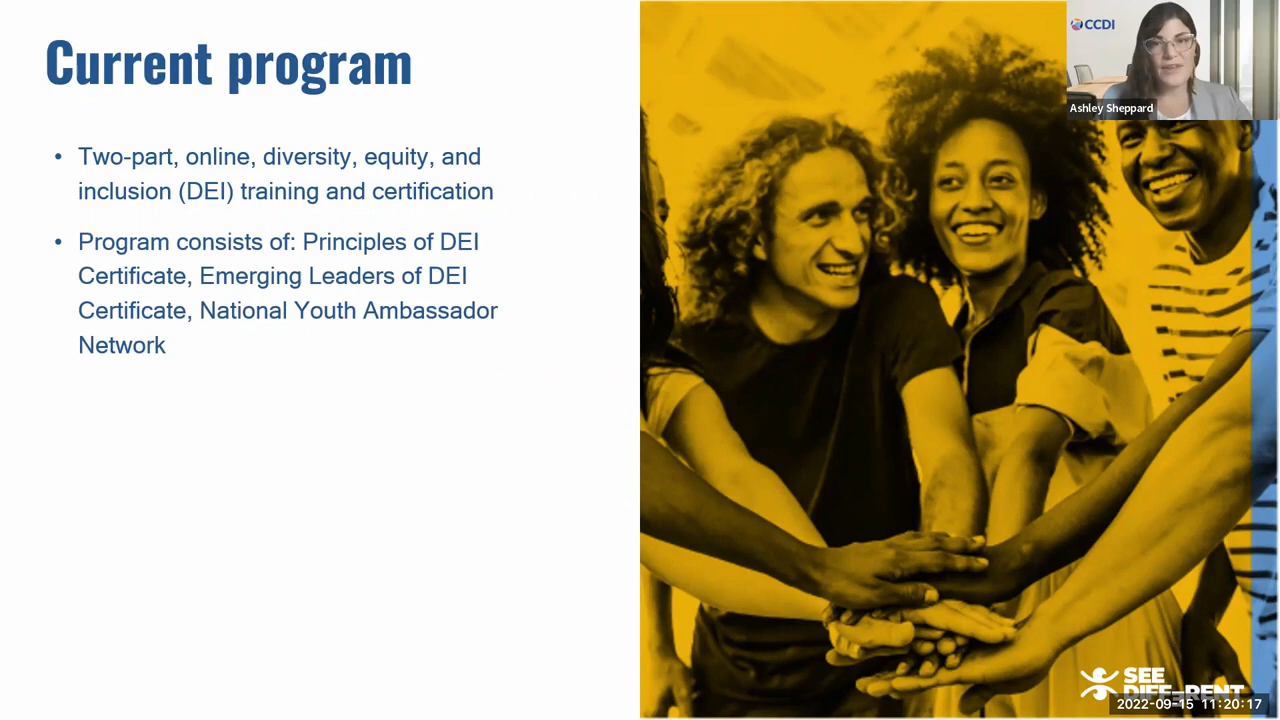 Current program
• Two-part, online, diversity, equity, and
inclusion (DEI) training and certification
• Program consists of: Principles of DEI
Certificate, Emerging Leaders of DEI
Certificate, National Youth Ambassador
Network
CCDI
Ashley Sheppard
SEE
DIFFERENT
2022-09-15 11:20:17